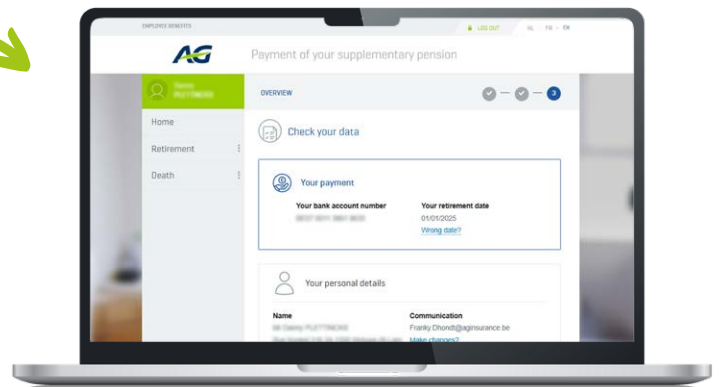 EMPLOYEE BENEFITS
LOG OUT NL - FR - EN
AG
Payment of your supplementary pension
OVERVIEW
3
Home
Retirement
Death
Check your data
Your payment
Your bank account number Your retirement date
01/01/2025
Wrong date?
Your personal details
Name Communication
Franky.Dhondt@aginsurance.be
Make changes?